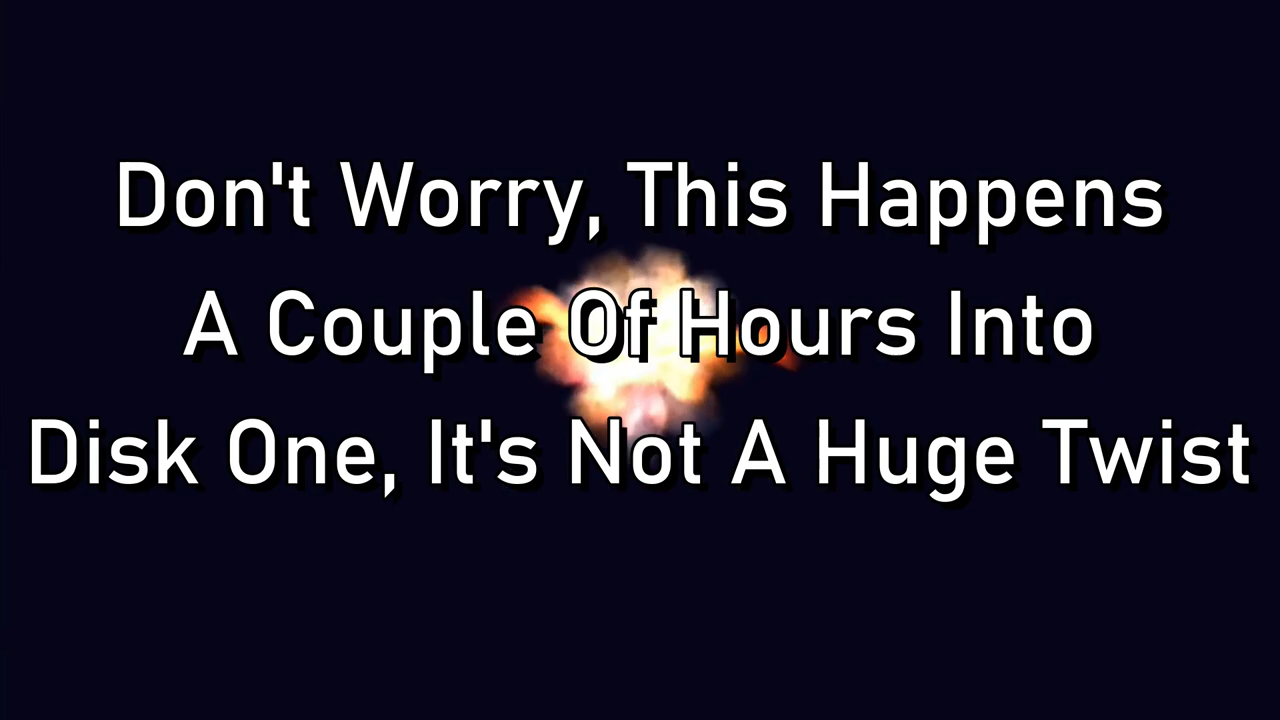 Don't Worry, This Happens
A Couple Of Hours Into
Disk One, It's Not A Huge Twist